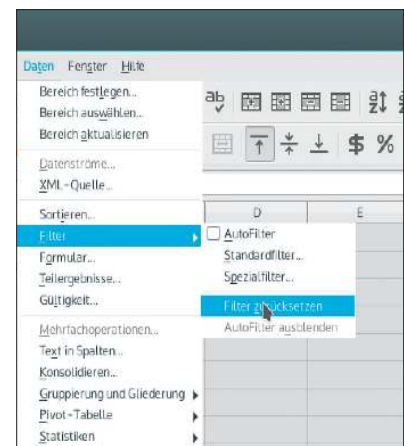 Daten Fenster Hilfe
Bereich festlegen...
Bereich auswählen...
Bereich aktualisieren
Datenströme...
XML-Quelle...
Sortieren...
Filter
Formular...
Teilergebnisse...
Gültigkeit...
Mehrfachoperationen...
Text in Spalten...
Konsolidieren...
Gruppierung und Gliederung
Pivot-Tabelle
Statistiken
$ %
D E
AutoFilter
Standardfilter...
Spezialfilter...
Filter zurücksetzen
AutoFilter ausblenden